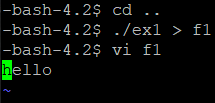 -bash-4.2$ cd ..
-bash-4.2$ ./ex1 > f1
-bash-4.2$ vi f1
hello
~